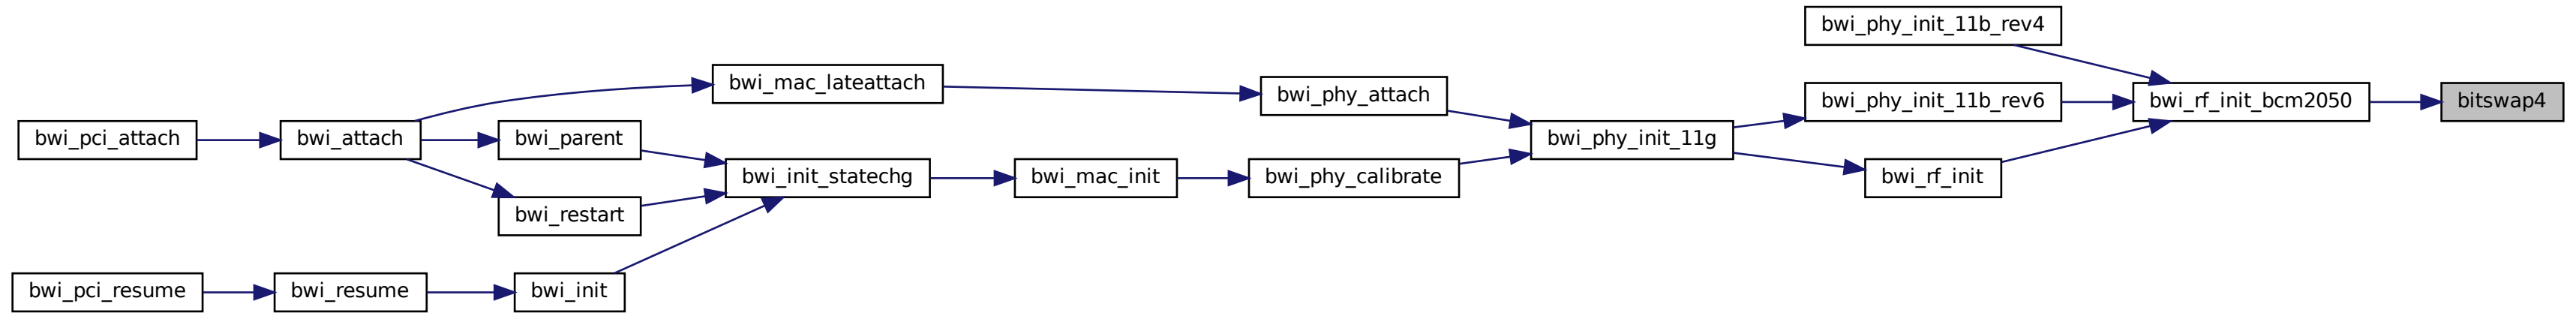 bwi_phy_init_11b_rev4
bwi_mac_lateattach
bwi_phy_attach
bwi_phy_init_11b_rev6
bwi_rf_init_bcm2050
bitswap4
bwi_pci_attach
bwi_attach
bwi_parent
bwi_phy_init_11g
bwi_init_statechg
bwi_mac_init
bwi_phy_calibrate
bwi_rf_init
bwi_restart
bwi_pci_resume
bwi_resume
bwi_init